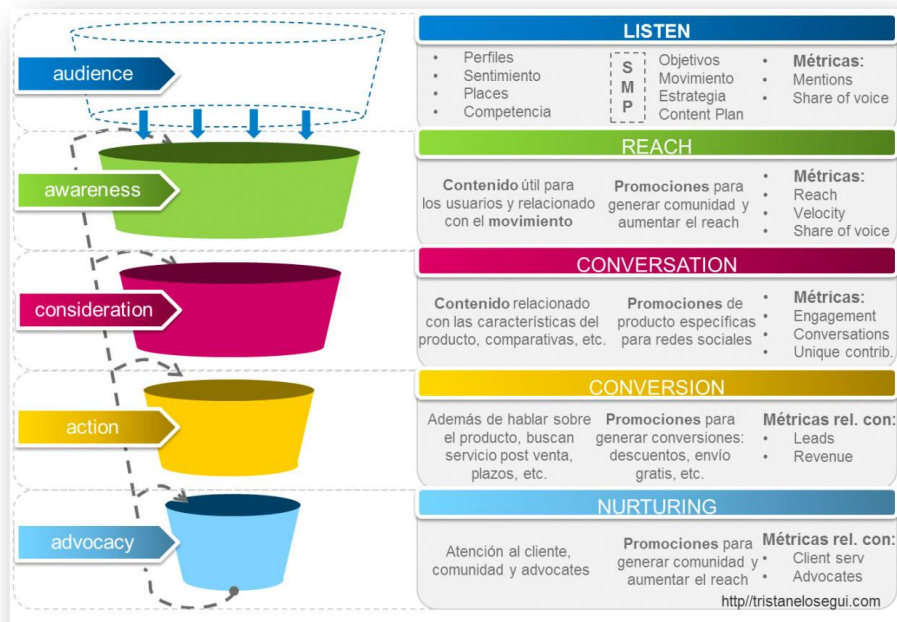 audience
LISTEN
• Perfiles
• Sentimiento
• Places
• Competencia
S
M
P
Objetivos
Movimiento
Estrategia
Content Plan
• Métricas:
• Mentions
• Share of voice
awareness
REACH
Contenido útil para
los usuarios y relacionado
con el movimiento
Promociones para
generar comunidad y
aumentar el reach
• Métricas:
• Reach
• Velocity
• Share of voice
consideration
CONVERSATION
Contenido relacionado
con las características del
producto, comparativas, etc.
Promociones de
producto específicas
para redes sociales
• Métricas:
• Engagement
• Conversations
• Unique contrib.
action
CONVERSION
Además de hablar sobre
el producto, buscan
servicio post venta,
plazos, etc.
Promociones para
generar conversiones:
descuentos, envío
gratis, etc.
Métricas rel. con:
• Leads
• Revenue
advocacy
NURTURING
Atención al cliente,
comunidad y advocates
Promociones para
generar comunidad y
aumentar el reach
Métricas rel. con:
• Client serv
• Advocates
http//tristanelosegui.com